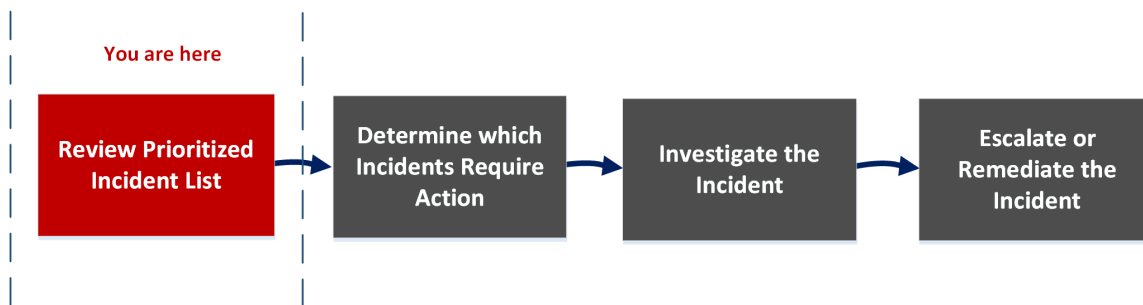 You are here
Review Prioritized
Incident List
Determine which
Incidents Require
Action
Investigate the
Incident
Escalate or
Remediate the
Incident